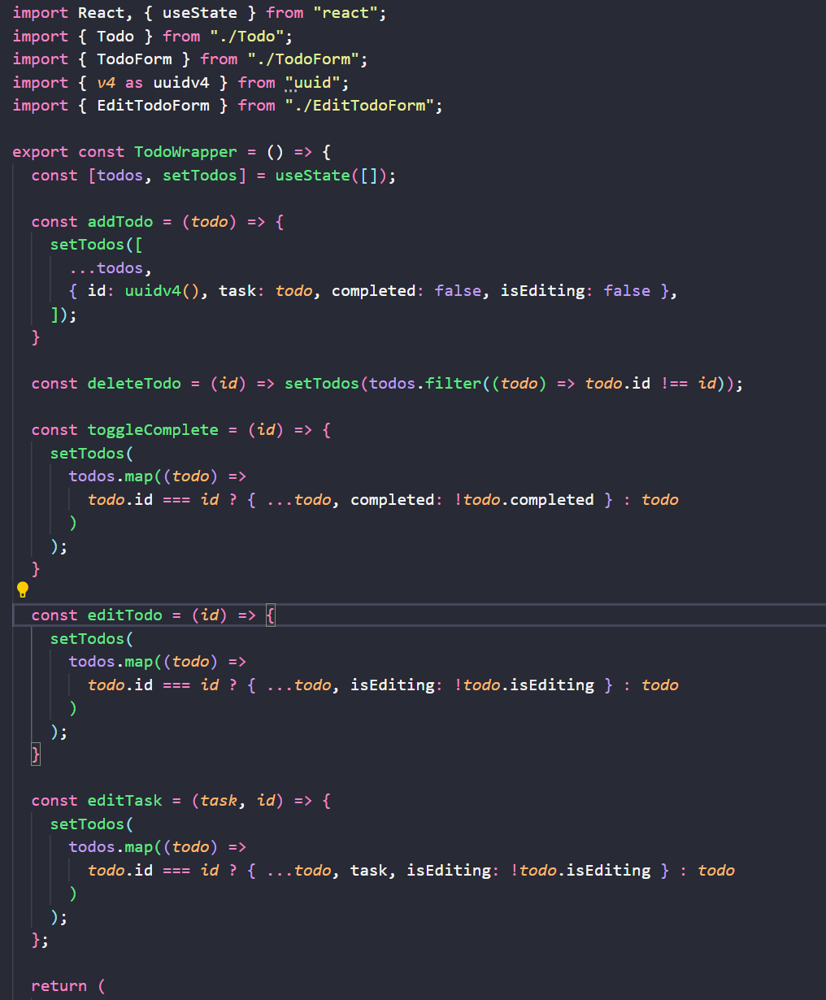 import React, { useState } from "react";
import { Todo } from "./Todo";
import { TodoForm } from "./TodoForm";
import { v4 as uuidv4 } from "uuid";
import { EditTodoForm } from "./EditTodoForm";

export const TodoWrapper = () => {
  const [todos, setTodos] = useState([]);

  const addTodo = (todo) => {
    setTodos([
      ...todos,
      { id: uuidv4(), task: todo, completed: false, isEditing: false },
    ]);
  }

  const deleteTodo = (id) => setTodos(todos.filter((todo) => todo.id !== id));

  const toggleComplete = (id) => {
    setTodos(
      todos.map((todo) =>
        todo.id === id ? { ...todo, completed: !todo.completed } : todo
      )
    );
  }

  const editTodo = (id) => {
    setTodos(
      todos.map((todo) =>
        todo.id === id ? { ...todo, isEditing: !todo.isEditing } : todo
      )
    );
  }

  const editTask = (task, id) => {
    setTodos(
      todos.map((todo) =>
        todo.id === id ? { ...todo, task, isEditing: !todo.isEditing } : todo
      )
    );
  };

  return (